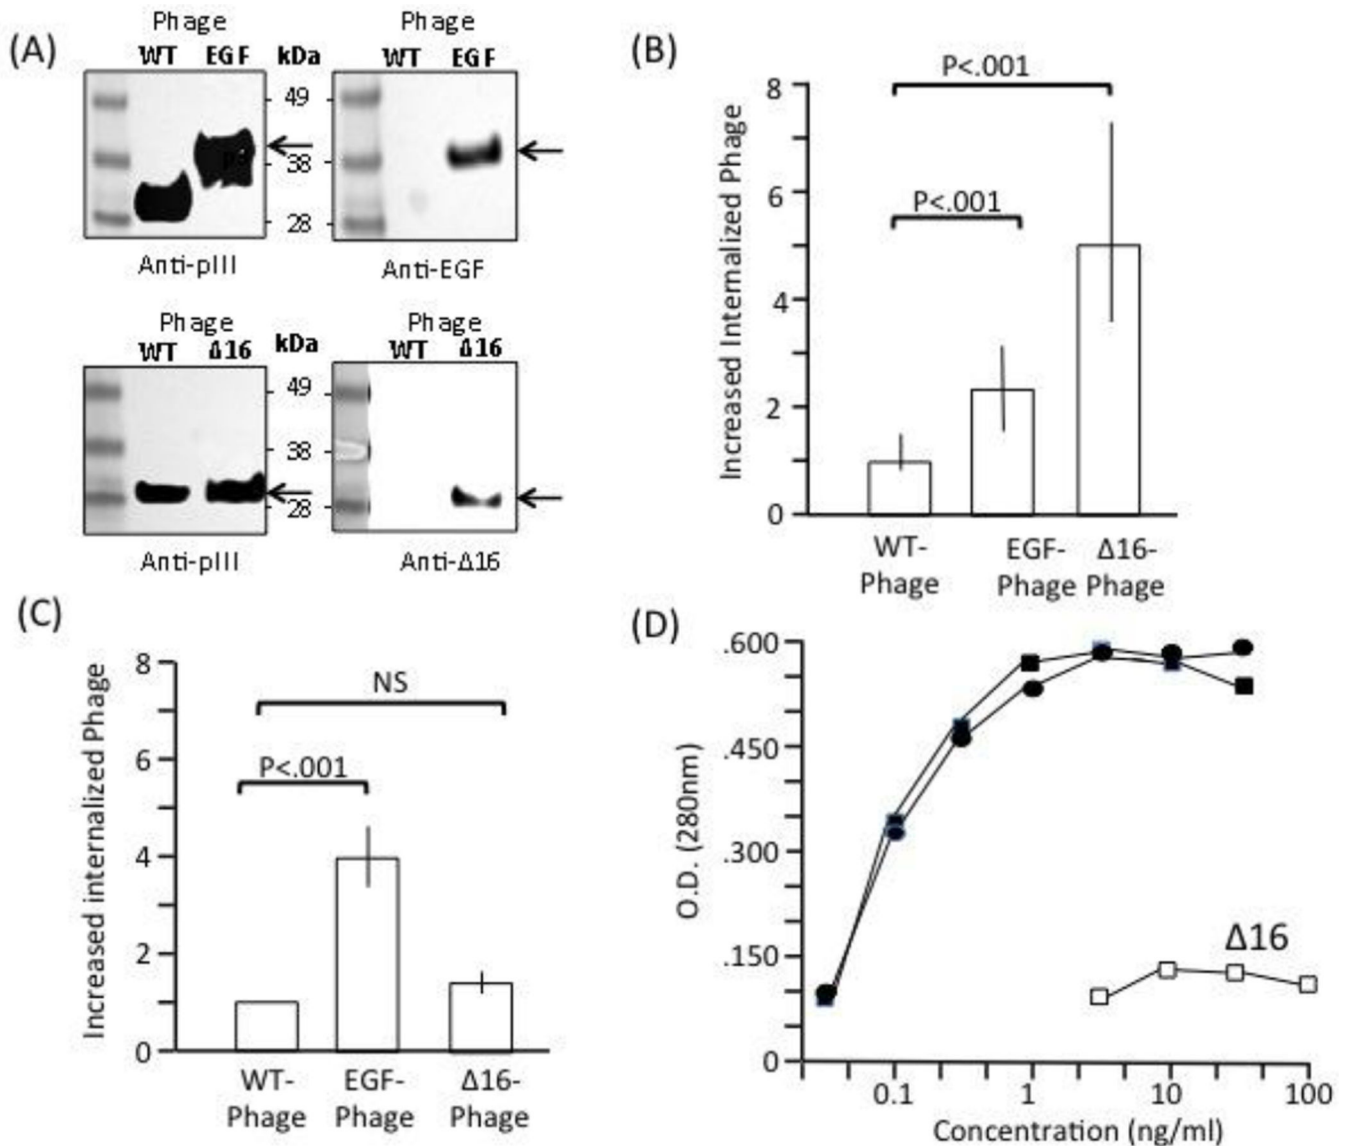 (A)
Phage
WT EGF kDa
49
38
28
Anti-pIII
Phage
WT EGF
Anti-EGF
Phage
WT Δ16 kDa
49
38
28
Anti-pIII
Phage
WT Δ16
Anti-Δ16
(B)
Increased Internalized Phage
8
6
4
2
0
P<.001
P<.001
WT-
Phage
EGF-
Phage
Δ16-
Phage
(C)
Increased internalized Phage
8
6
4
2
0
NS
P<.001
WT-
Phage
EGF-
Phage
Δ16-
Phage
(D)
O.D. (280nm)
.600
.450
.300
.150
0
Δ16
0.1 1 10 100
Concentration (ng/ml)